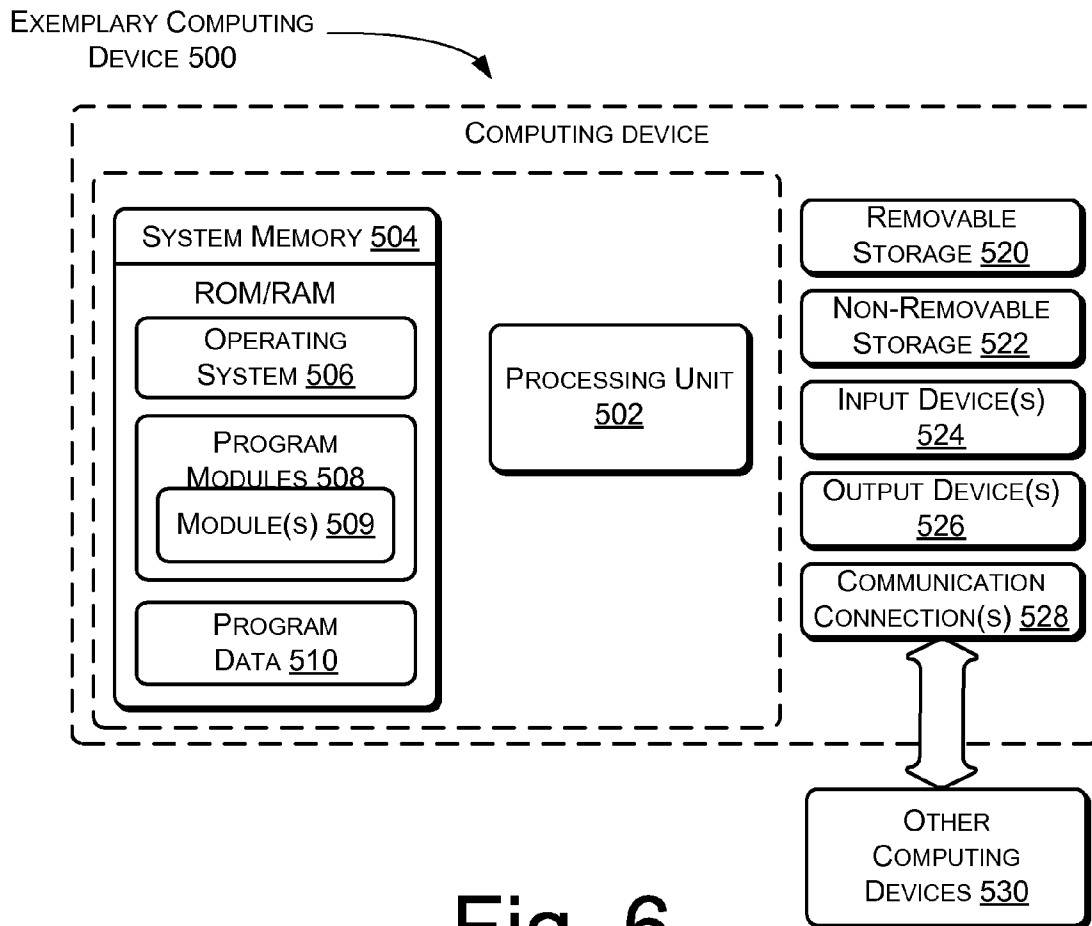 EXEMPLARY COMPUTING
DEVICE 500
COMPUTING DEVICE
SYSTEM MEMORY 504
ROM/RAM
OPERATING
SYSTEM 506
PROGRAM
MODULES 508
MODULE(S) 509
PROGRAM
DATA 510
PROCESSING UNIT
502
REMOVABLE
STORAGE 520
NON-REMOVABLE
STORAGE 522
INPUT DEVICE(S)
524
OUTPUT DEVICE(S)
526
COMMUNICATION
CONNECTION(S) 528
OTHER
COMPUTING
DEVICES 530
Fig. 6